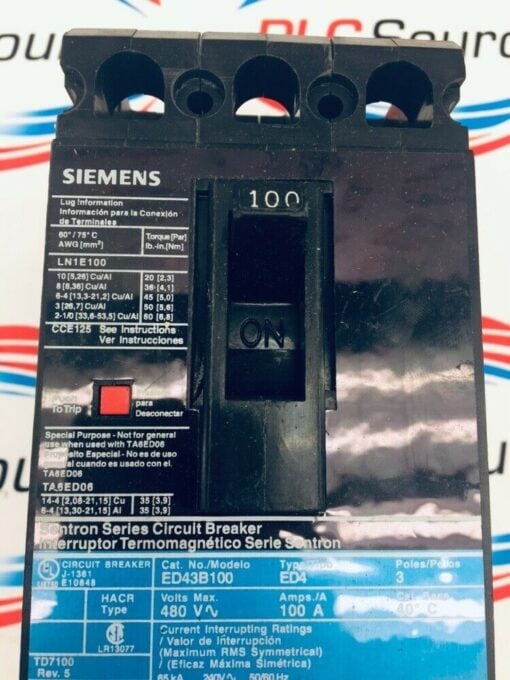 PLC Source
SIEMENS
100
Lug Information
Información para la Conexión
de Terminales
60° / 75° C
AWG [mm²]
Torque [Par]
lb.-in.[Nm]
LN1E100
10 [5,26] Cu/Al 20 [2,3]
8 [8,36] Cu/Al 36 [4,1]
6-4 [13,3-21,2] Cu/Al 45 [5,0]
3 [26,7] Cu/Al 50 [5,6]
2-1/0 [33,6-53,5] Cu/Al 60 [6,8]
CCE125 See Instructions
Ver Instrucciones
ON
Push
To Trip
para
Desconectar
Special Purpose - Not for general
use when used with TA6ED06
Propósito Especial - No es de uso
cuando es usado con el.
TA6ED06
TA6ED06
14-4 [2,08-21,15] Cu 35 [3,9]
6-4 [13,30-21,15] Al 35 [3,9]
Sentron Series Circuit Breaker
Interruptor Termomagnético Serie Sentron
UL LISTED
CIRCUIT BREAKER
J-1361
E10848
Cat. No./Modelo
ED43B100
ED4
Poles/Polos
3
HACR
Type
Volts Max.
480 V∿
Amps./A
100 A
40° C
LR13077
Current Interrupting Ratings
/ Valor de Interrupción
(Maximum RMS Symmetrical)
/ (Eficaz Máxima Simétrica)
TD7100
Rev. 5
65 kA 240V∿ 50/60 Hz